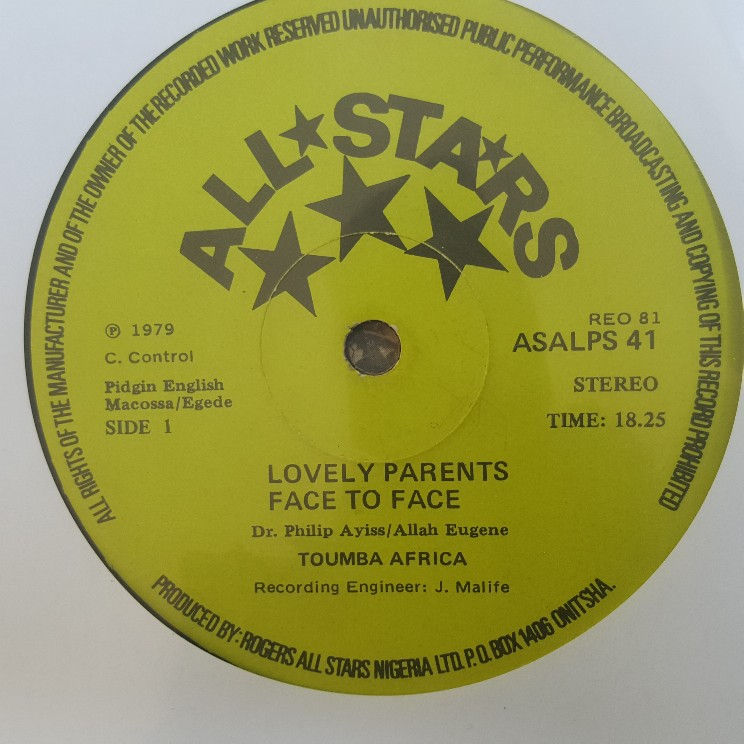 ALL RIGHTS OF THE MANUFACTURER AND OF THE OWNER OF THE RECORDED WORK RESERVED UNAUTHORISED PUBLIC PERFORMANCE BROADCASTING AND COPYING OF THIS RECORD PROHIBITED
ALL★STA★RS
℗ 1979
C. Control
Pidgin English
Macossa/Egede
SIDE 1
REO 81
ASALPS 41
STEREO
TIME: 18.25
LOVELY PARENTS
FACE TO FACE
Dr. Philip Ayiss/Allah Eugene
TOUMBA AFRICA
Recording Engineer: J. Malife
PRODUCED BY: ROGERS ALL STARS NIGERIA LTD. P. O. BOX 1406 ONITSHA.